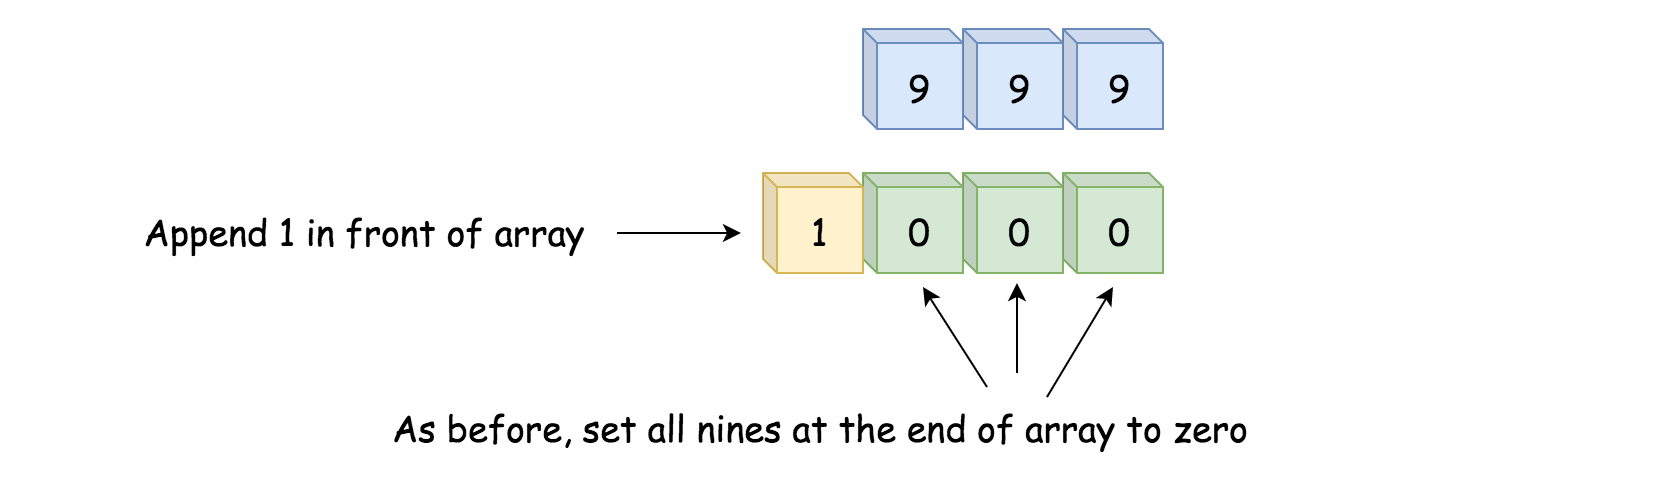 9 9 9
Append 1 in front of array
1 0 0 0
As before, set all nines at the end of array to zero